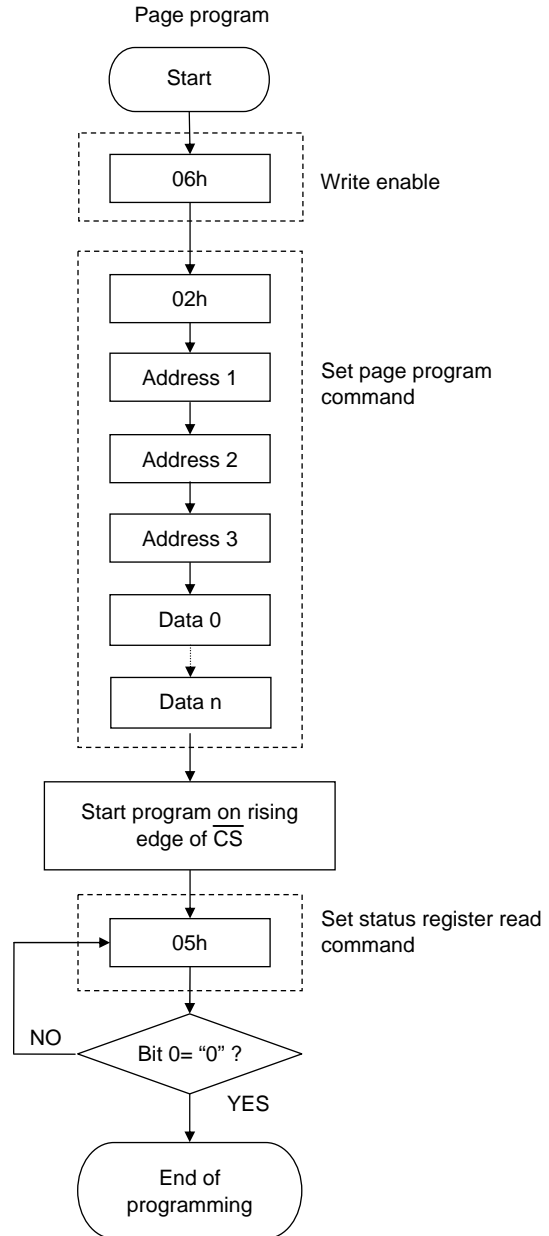 Page program
Start
06h
Write enable
02h
Address 1
Set page program
command
Address 2
Address 3
Data 0
Data n
Start program on rising
edge of C̅S̅
Set status register read
command
05h
NO
Bit 0= “0” ?
YES
End of
programming